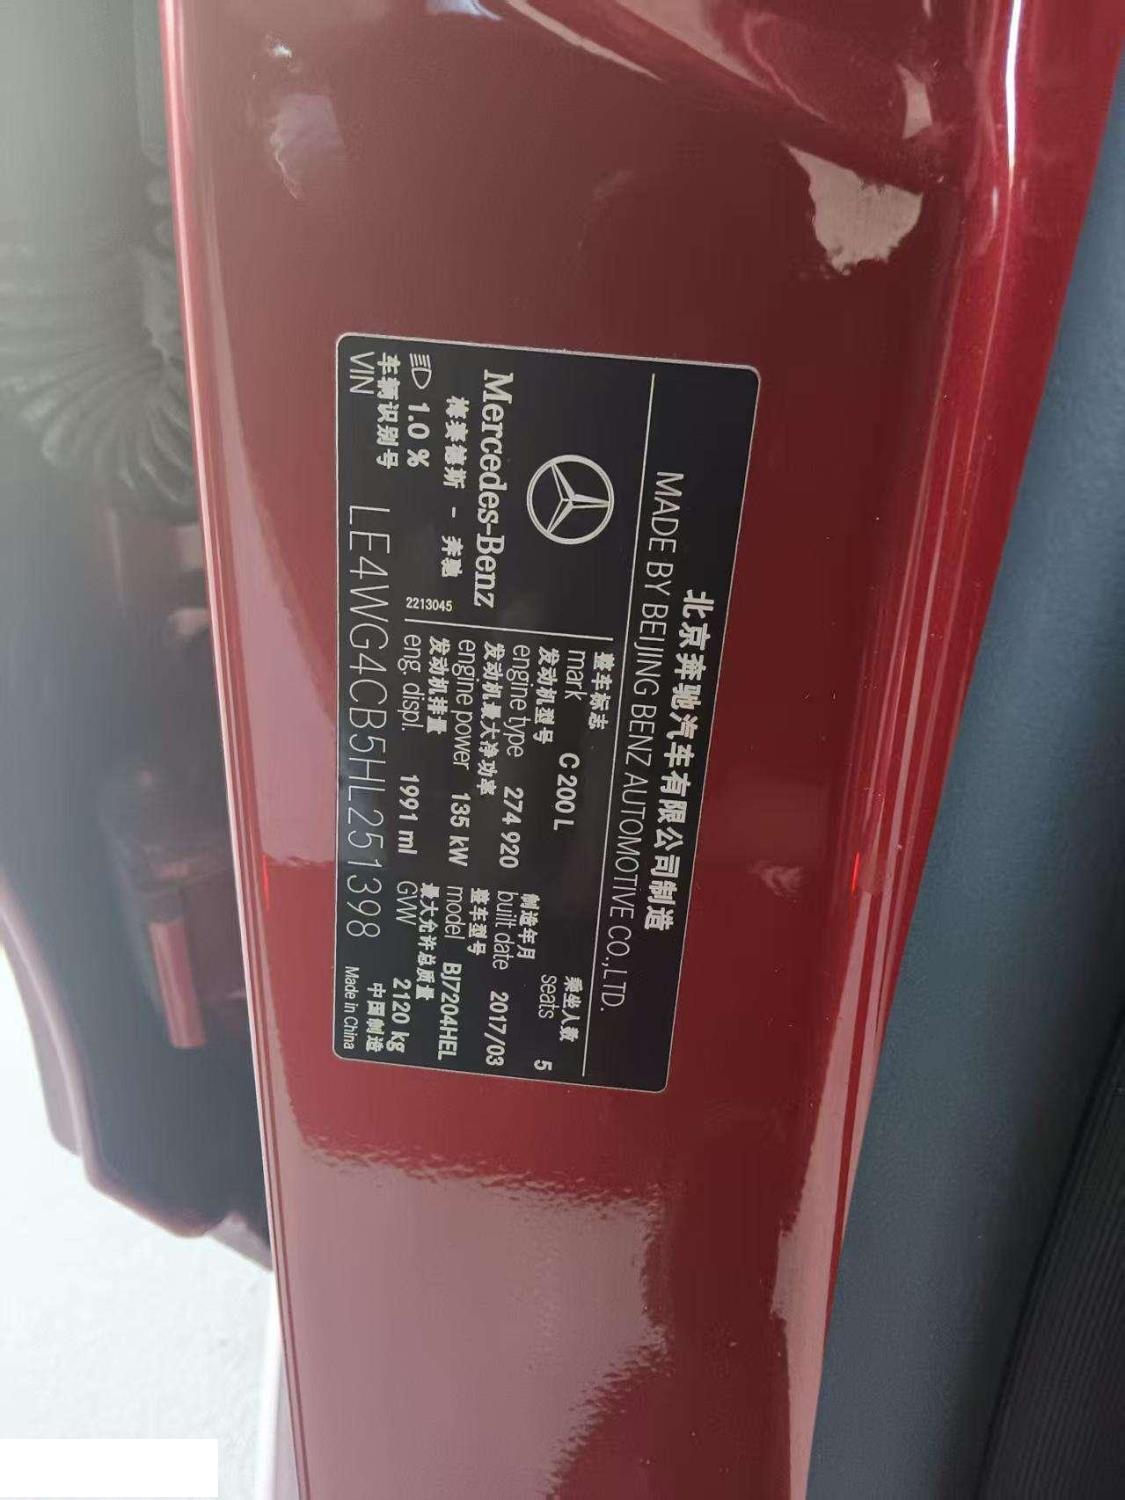 北京奔驰汽车有限公司制造
MADE BY BEIJING BENZ AUTOMOTIVE CO.,LTD.
Mercedes-Benz
梅赛德斯 - 奔驰
1.0 %
2213045
整车标志
mark C 200 L
发动机型号
engine type 274 920
发动机最大净功率
engine power 135 kW
发动机排量
eng. displ. 1991 ml
乘坐人数
seats 5
制造年月
built date 2017/03
整车型号
model BJ7204HEL
最大允许总质量
GVW 2120 kg
车辆识别号
VIN LE4WG4CB5HL251398
中国制造
Made in China